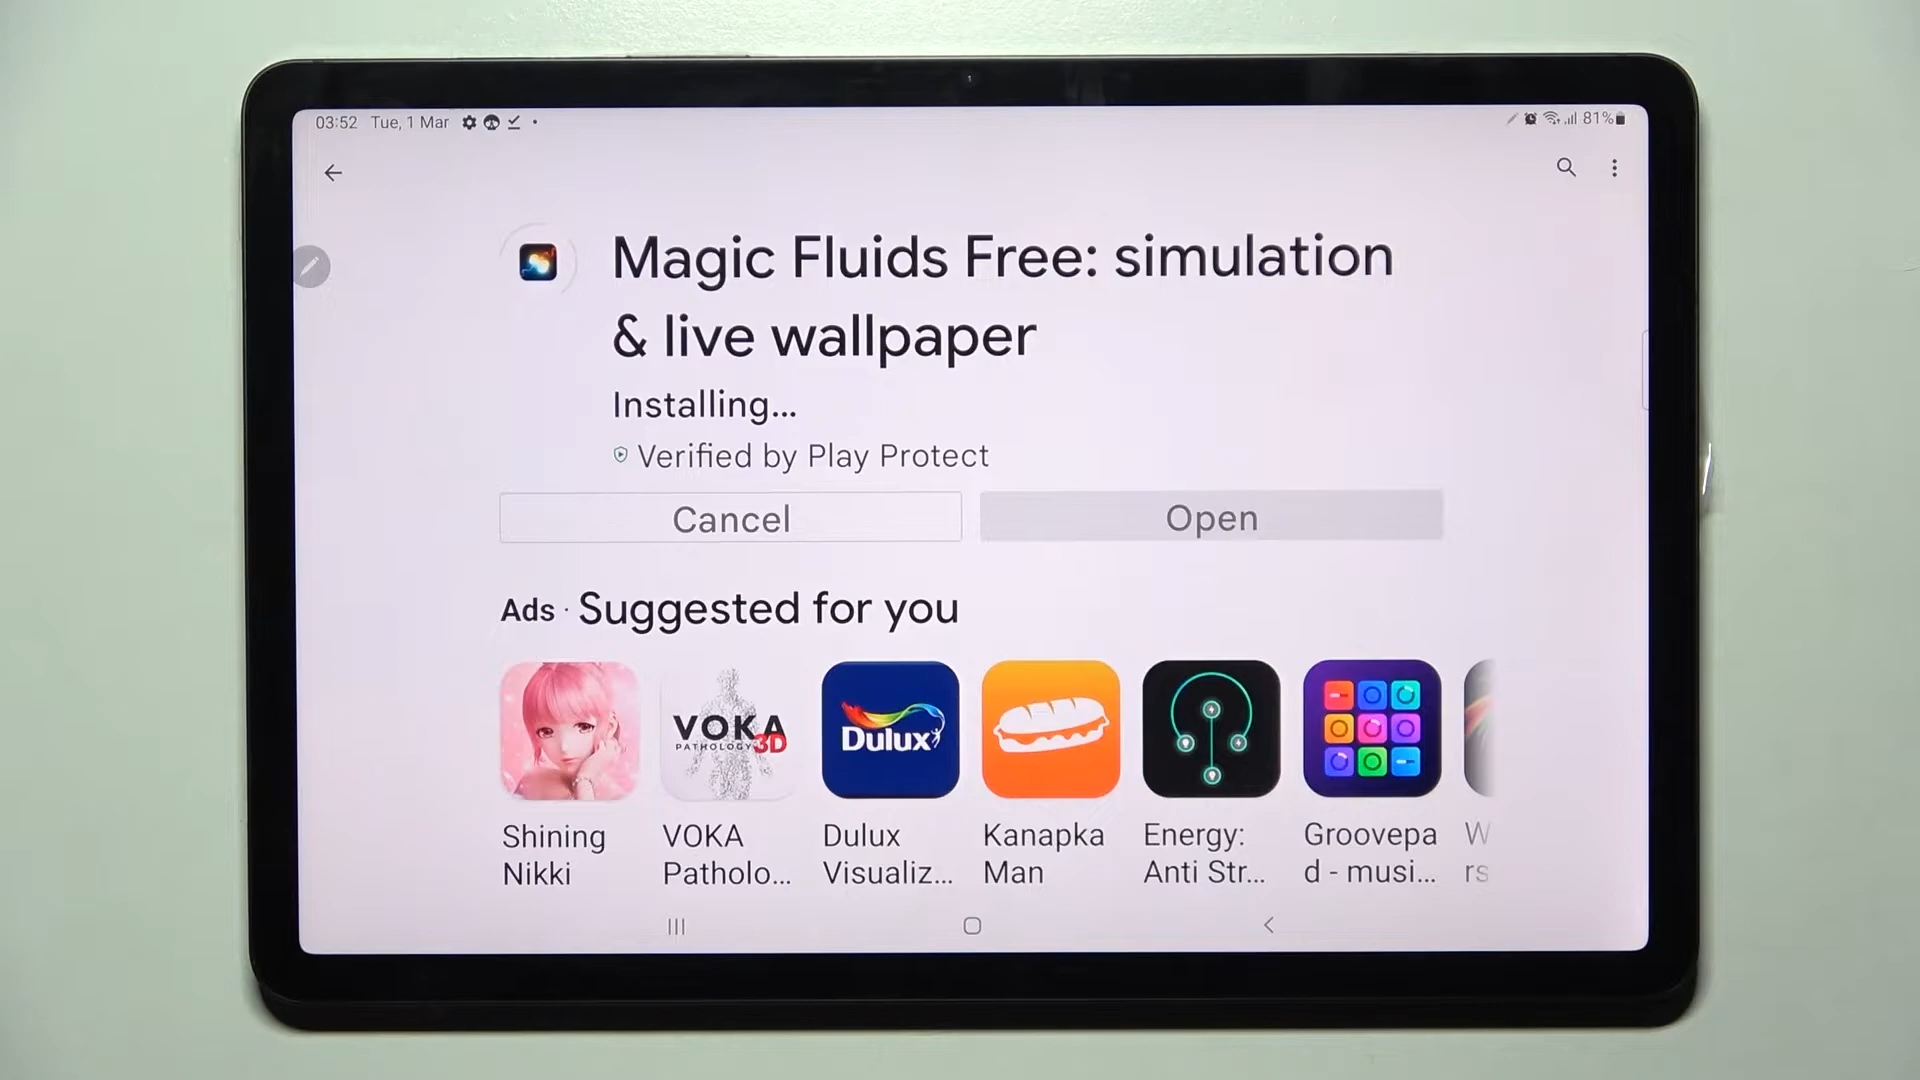 03:52 Tue, 1 Mar
81%
Magic Fluids Free: simulation
& live wallpaper
Installing...
Verified by Play Protect
Cancel
Open
Ads · Suggested for you
VOKA
PATHOLOGY3D
Dulux
Shining
Nikki
VOKA
Patholo...
Dulux
Visualiz...
Kanapka
Man
Energy:
Anti Str...
Groovepa
d - musi...
W
rs